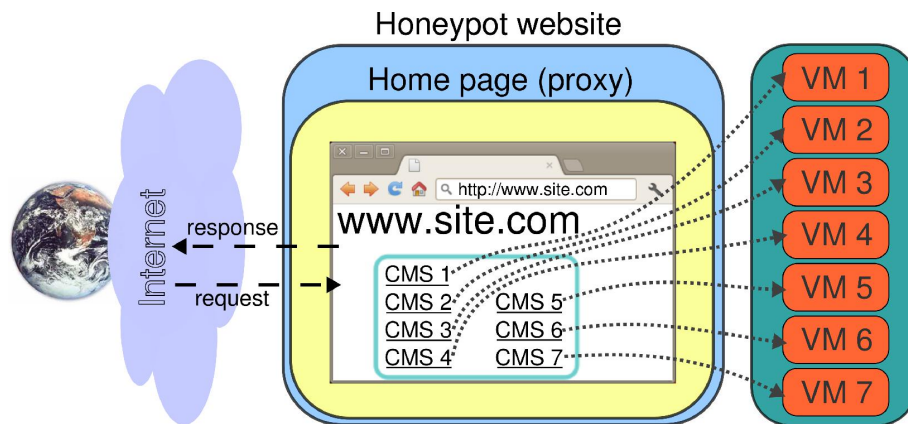 Honeypot website
Home page (proxy)
http://www.site.com
www.site.com
Internet
response
request
CMS 1
CMS 2
CMS 3
CMS 4
CMS 5
CMS 6
CMS 7
VM 1
VM 2
VM 3
VM 4
VM 5
VM 6
VM 7